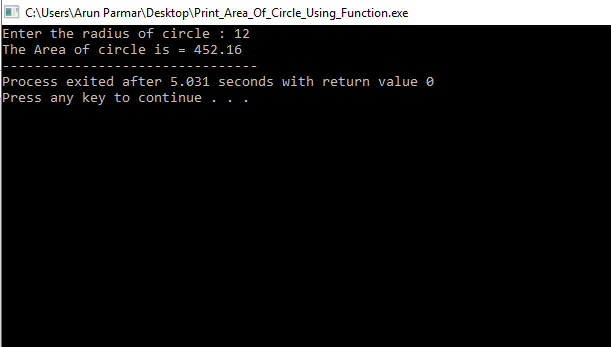 C:\Users\Arun Parmar\Desktop\Print_Area_Of_Circle_Using_Function.exe
Enter the radius of circle : 12
The Area of circle is = 452.16
--------------------------------
Process exited after 5.031 seconds with return value 0
Press any key to continue . . .